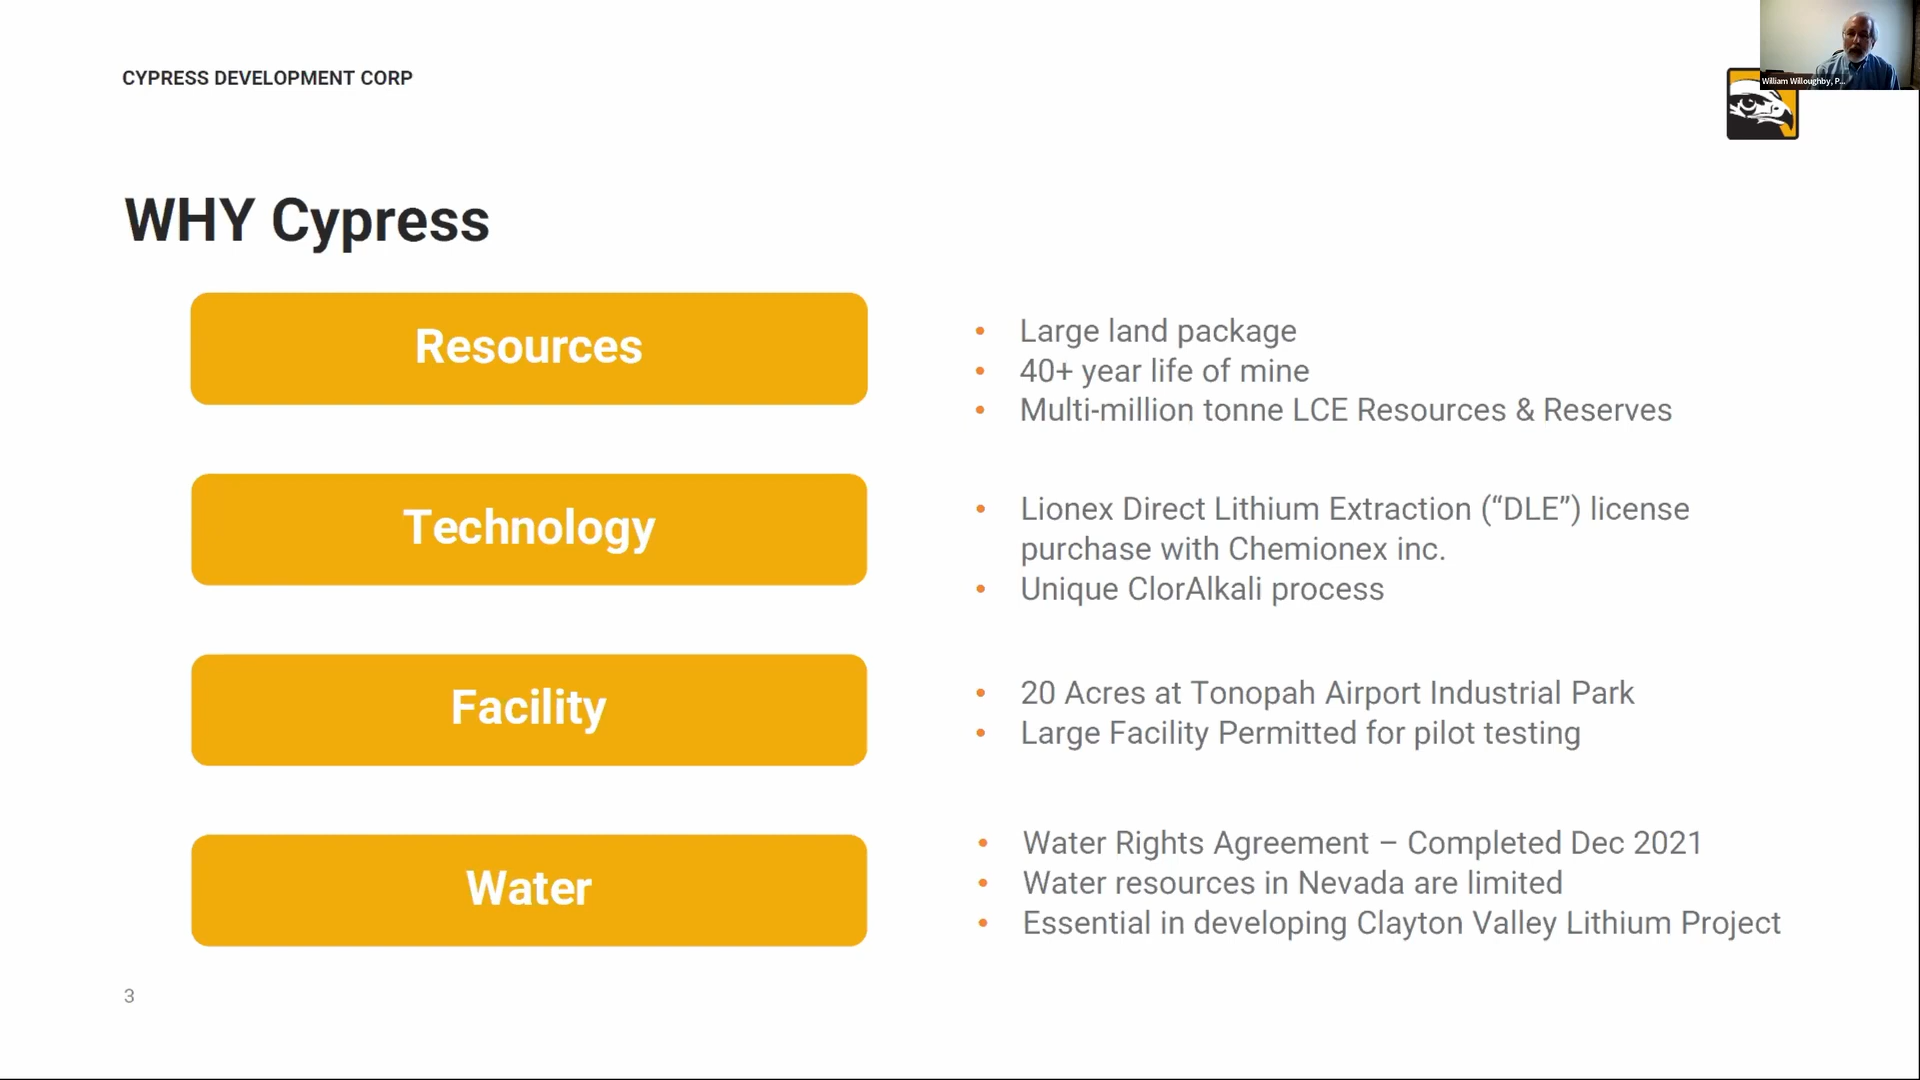 CYPRESS DEVELOPMENT CORP
William Willoughby, P...
WHY Cypress
Resources
• Large land package
• 40+ year life of mine
• Multi-million tonne LCE Resources & Reserves
Technology
• Lionex Direct Lithium Extraction (“DLE”) license
purchase with Chemionex inc.
• Unique ClorAlkali process
Facility
• 20 Acres at Tonopah Airport Industrial Park
• Large Facility Permitted for pilot testing
Water
• Water Rights Agreement – Completed Dec 2021
• Water resources in Nevada are limited
• Essential in developing Clayton Valley Lithium Project
3